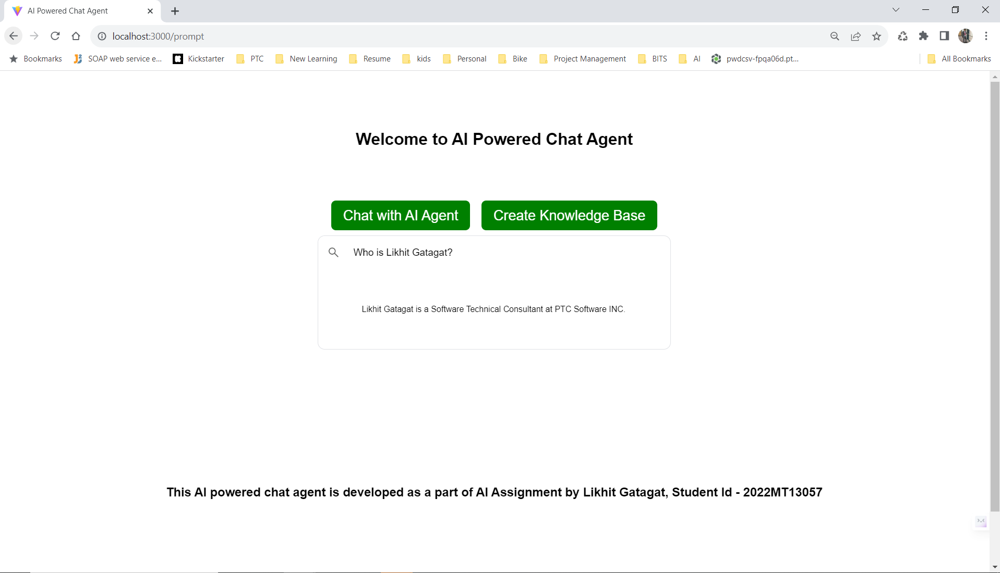 AI Powered Chat Agent
localhost:3000/prompt
Bookmarks SOAP web service e... Kickstarter PTC New Learning Resume kids Personal Bike Project Management BITS AI pwdcsv-fpqa06d.pt... All Bookmarks
Welcome to AI Powered Chat Agent
Chat with AI Agent Create Knowledge Base
Who is Likhit Gatagat?
Likhit Gatagat is a Software Technical Consultant at PTC Software INC.
This AI powered chat agent is developed as a part of AI Assignment by Likhit Gatagat, Student Id - 2022MT13057